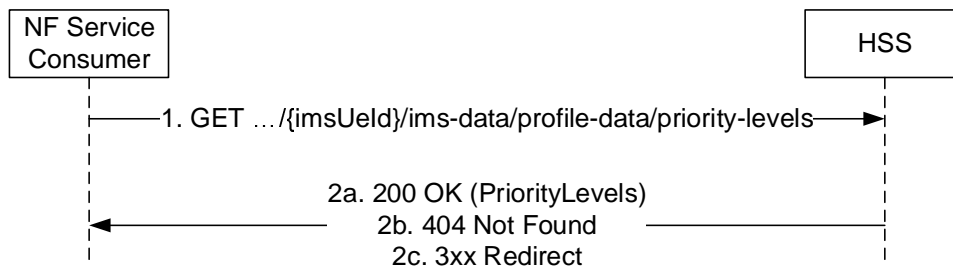 NF Service
Consumer
HSS
1. GET …/{imsUeId}/ims-data/profile-data/priority-levels
2a. 200 OK (PriorityLevels)
2b. 404 Not Found
2c. 3xx Redirect